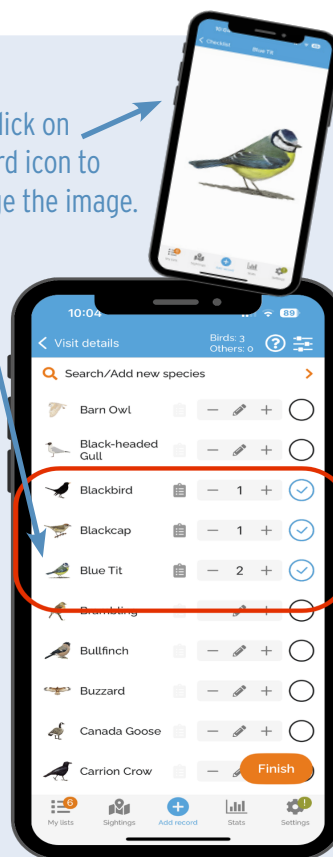 lick on
rd icon to
ge the image.
Checklist
Blue Tit
10:04
89
Visit details
Birds: 3
Others: 0
?
Search/Add new species
Barn Owl
Black-headed
Gull
Blackbird
1
Blackcap
1
Blue Tit
2
Brambling
Bullfinch
Buzzard
Canada Goose
Carrion Crow
Finish
6
!
My lists
Sightings
Add record
Stats
Settings